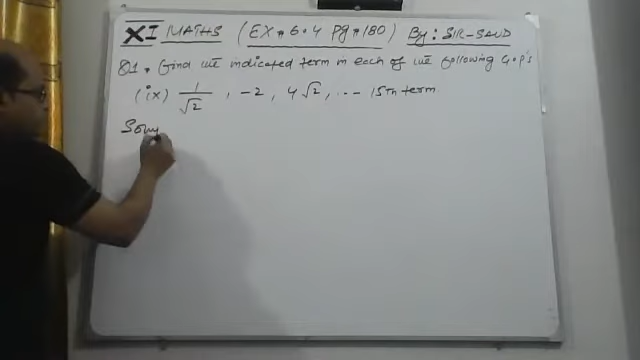 XI MATHS (EX # 6.4 Pg # 180) By: SIR-SAUD
Q1. Find the indicated term in each of the following G.P's
(ix) 1/√2, -2, 4√2, ... 15th term
Soln